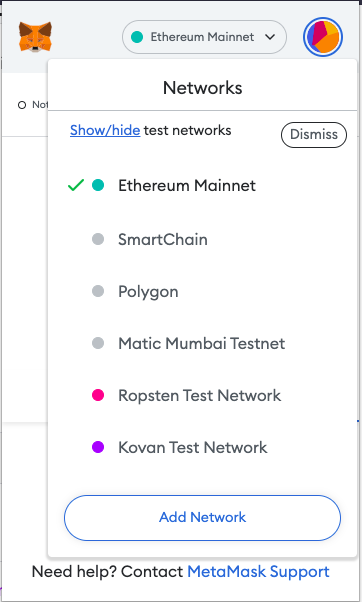 Ethereum Mainnet
Networks
Not
Show/hide test networks
Dismiss
Ethereum Mainnet
SmartChain
Polygon
Matic Mumbai Testnet
Ropsten Test Network
Kovan Test Network
Add Network
Need help? Contact MetaMask Support